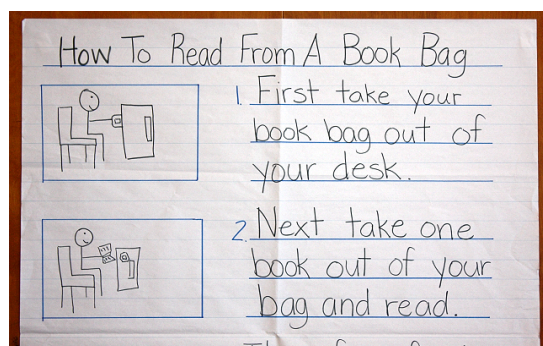 How To Read From A Book Bag
1. First take your
book bag out of
your desk.
2. Next take one
book out of your
bag and read.